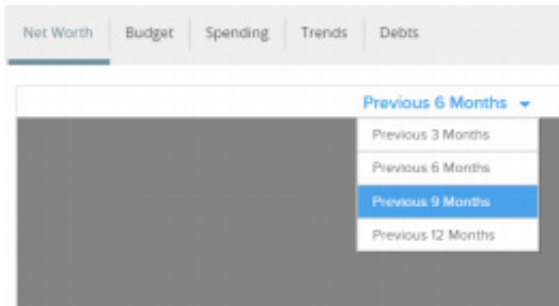 Net Worth Budget Spending Trends Debts
Previous 6 Months
Previous 3 Months
Previous 6 Months
Previous 9 Months
Previous 12 Months